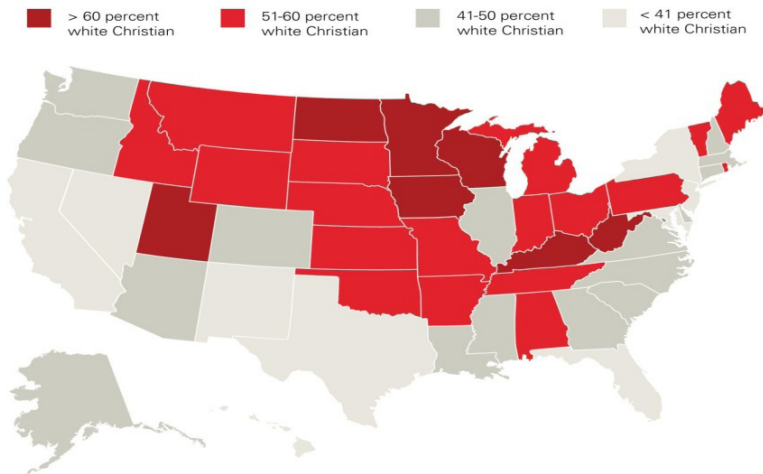 > 60 percent
white Christian
51-60 percent
white Christian
41-50 percent
white Christian
< 41 percent
white Christian